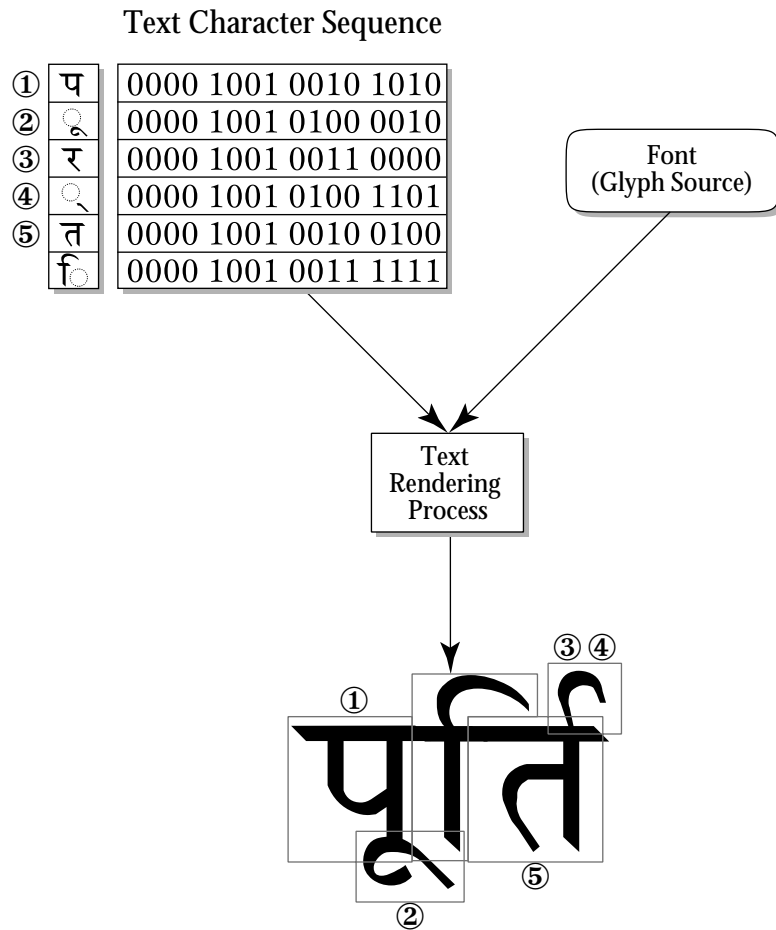 Text Character Sequence
① प 0000 1001 0010 1010
② ू 0000 1001 0100 0010
③ र 0000 1001 0011 0000
④ ् 0000 1001 0100 1101
⑤ त 0000 1001 0010 0100
ि 0000 1001 0011 1111
Font
(Glyph Source)
Text
Rendering
Process
③ ④
①
पूर्ति
⑤
②